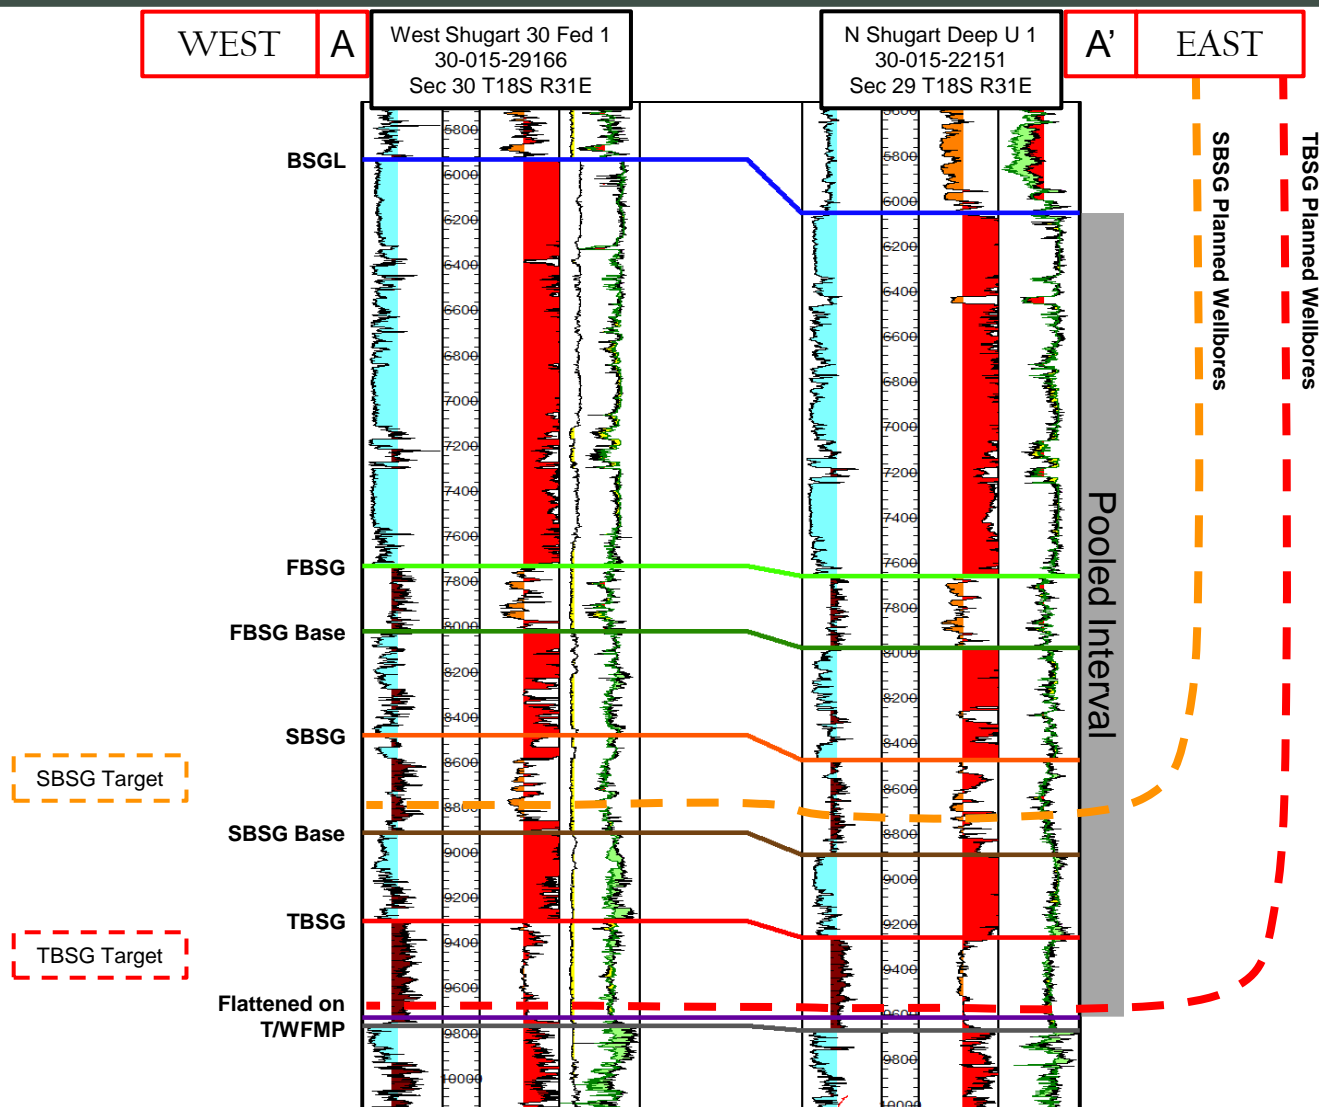 WEST
A
West Shugart 30 Fed 1
30-015-29166
Sec 30 T18S R31E
N Shugart Deep U 1
30-015-22151
Sec 29 T18S R31E
A'
EAST
BSGL
FBSG
FBSG Base
SBSG
SBSG Target
SBSG Base
TBSG
TBSG Target
Flattened on
T/WFMP
5800
6000
6200
6400
6600
6800
7000
7200
7400
7600
7800
8000
8200
8400
8600
8800
9000
9200
9400
9600
9800
10000
5600
5800
6000
6200
6400
6600
6800
7000
7200
7400
7600
7800
8000
8200
8400
8600
8800
9000
9200
9400
9600
9800
10000
Pooled Interval
SBSG Planned Wellbores
TBSG Planned Wellbores